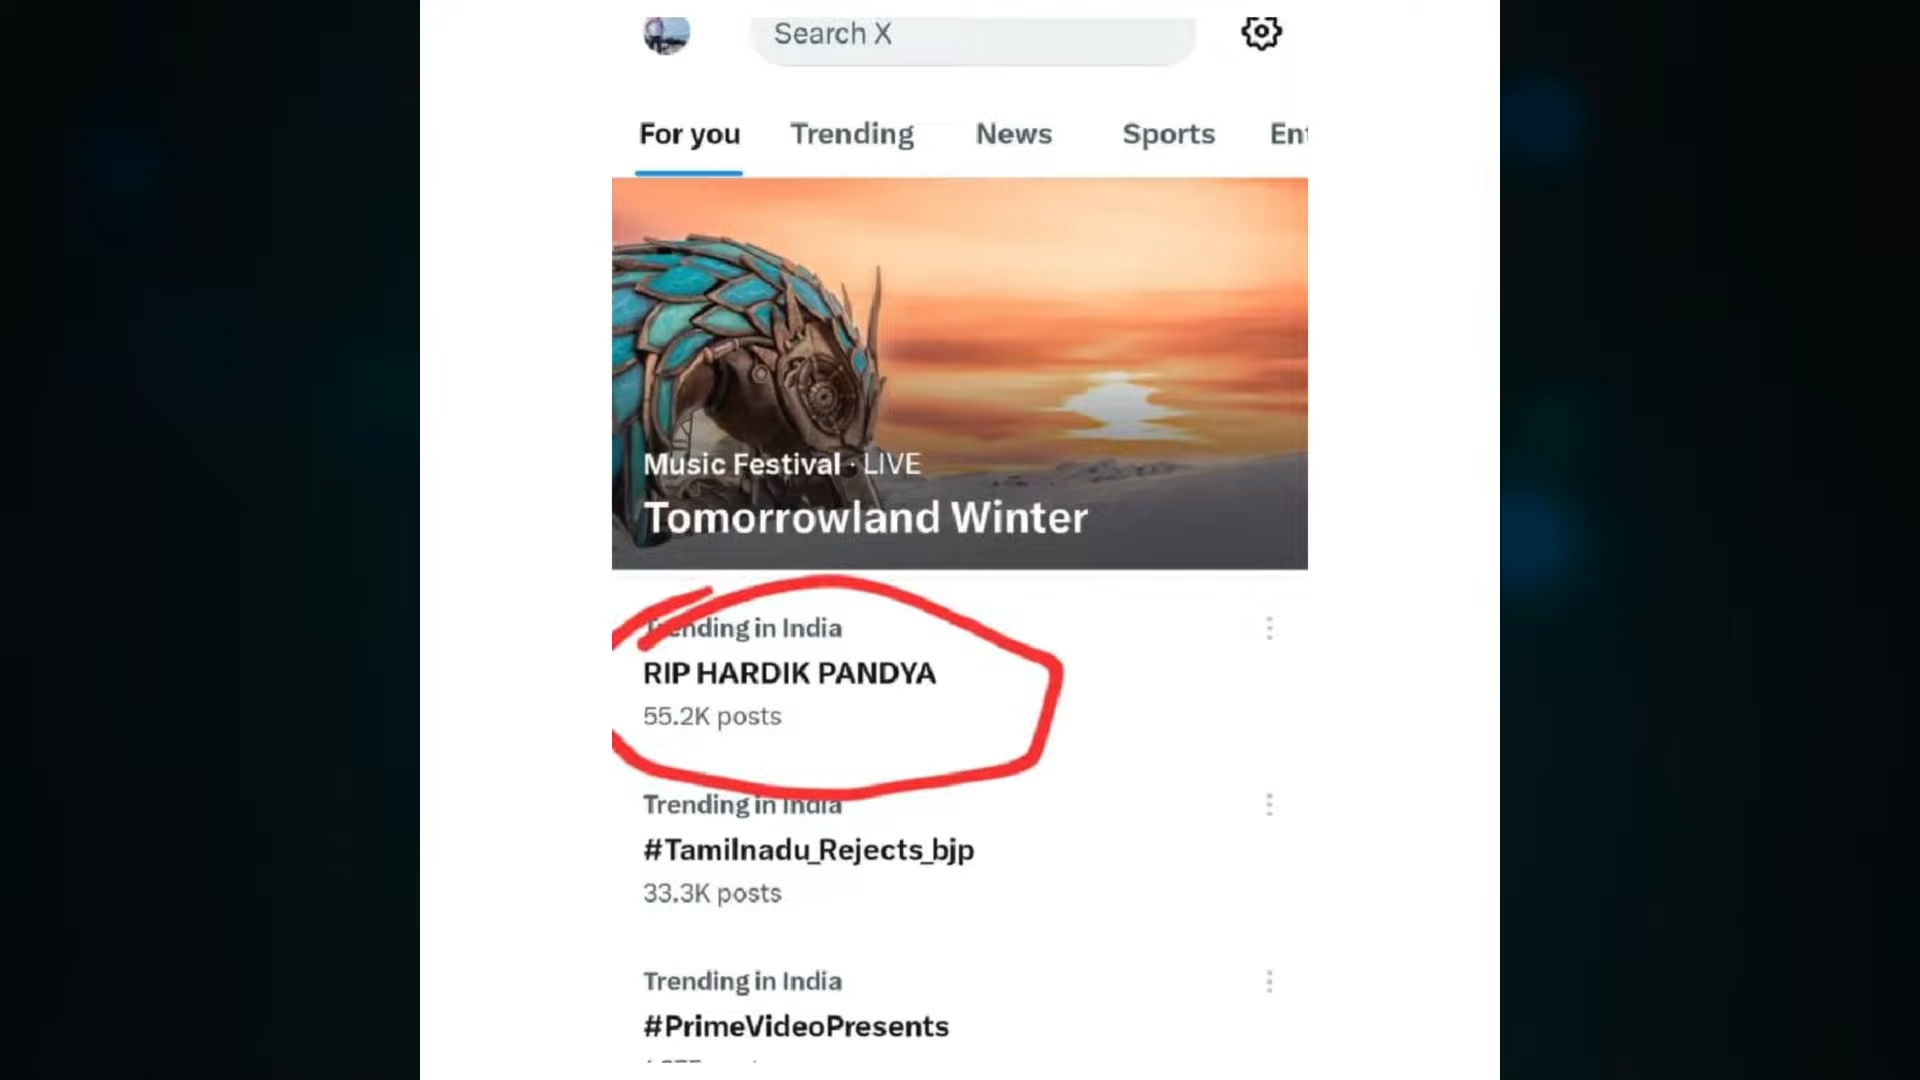 Search X
For you Trending News Sports Ent
Music Festival · LIVE
Tomorrowland Winter
Trending in India
RIP HARDIK PANDYA
55.2K posts
Trending in India
#Tamilnadu_Rejects_bjp
33.3K posts
Trending in India
#PrimeVideoPresents